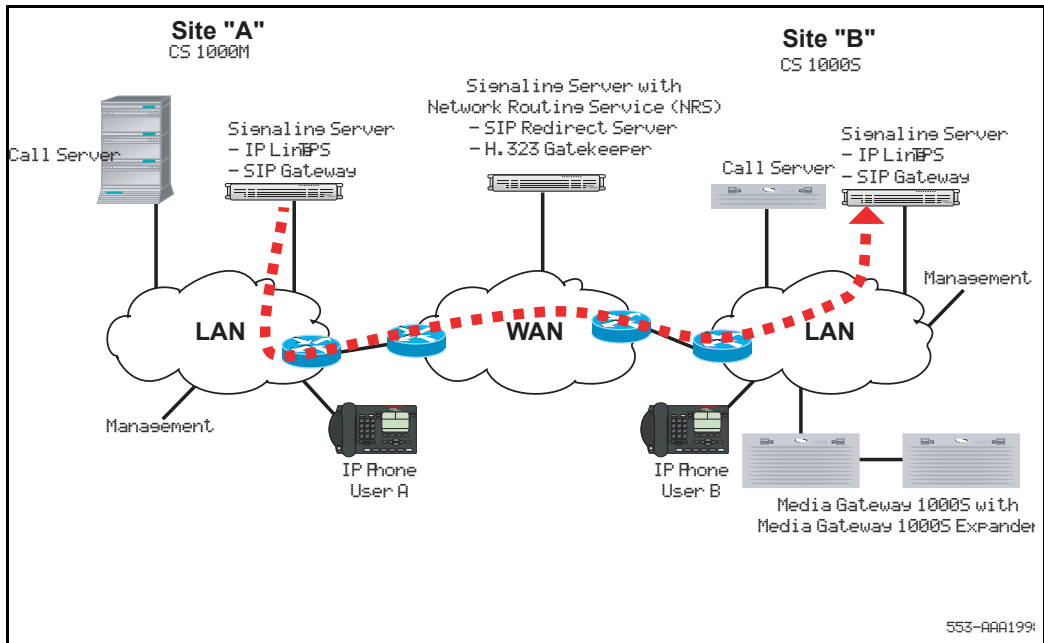 Site "A"
CS 1000M
Site "B"
CS 1000S
Signaling Server with
Network Routing Service (NRS)
- SIP Redirect Server
- H.323 Gatekeeper
Signaling Server
- IP Line
- SIP Gateway
Call Server
Signaling Server
- IP Line
- SIP Gateway
Call Server
Management
LAN
WAN
LAN
Management
IP Phone
User A
IP Phone
User B
Media Gateway 1000S with
Media Gateway 1000S Expander